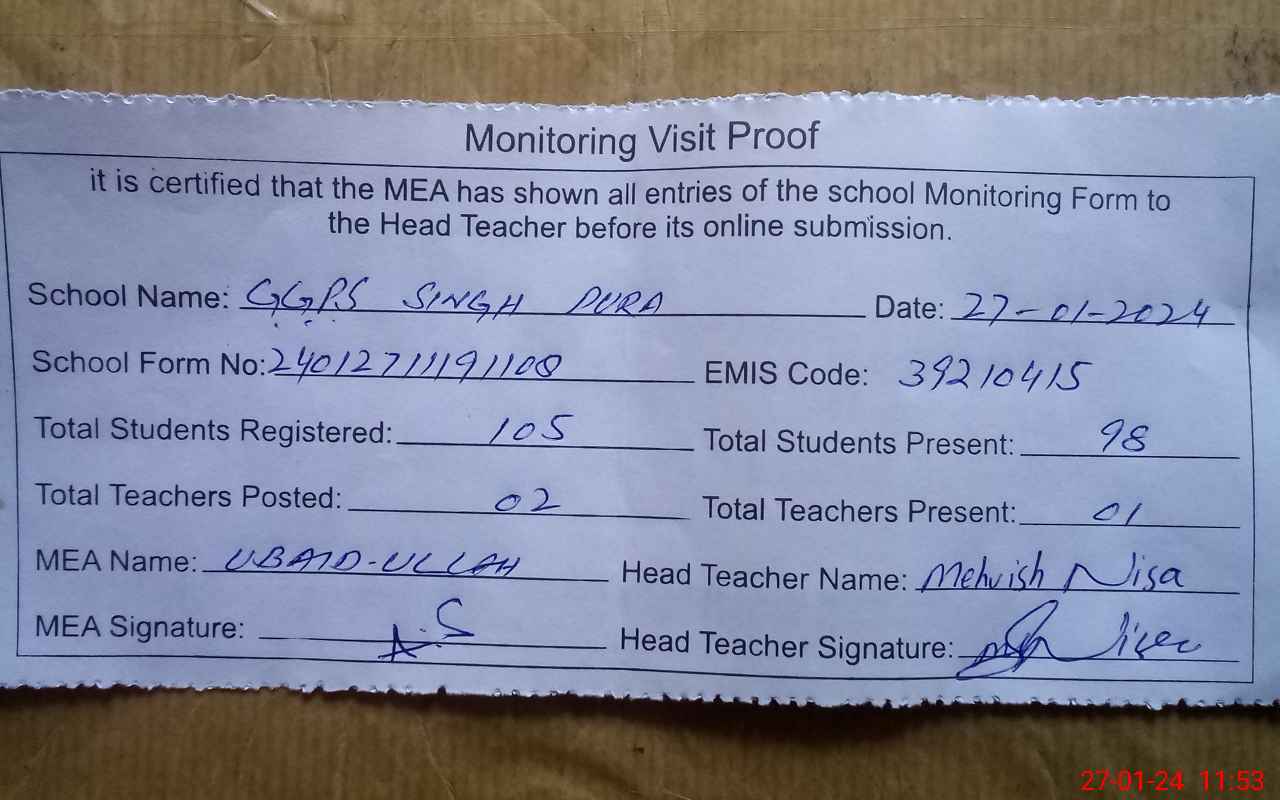 Monitoring Visit Proof
it is certified that the MEA has shown all entries of the school Monitoring Form to
the Head Teacher before its online submission.
School Name: GGPS SINGH PURA Date: 27-01-2024
School Form No: 24012711191108 EMIS Code: 39210415
Total Students Registered: 105 Total Students Present: 98
Total Teachers Posted: 02 Total Teachers Present: 01
MEA Name: UBAID-ULLAH Head Teacher Name: Mehvish Nisa
MEA Signature: Head Teacher Signature:
27-01-24 11:53